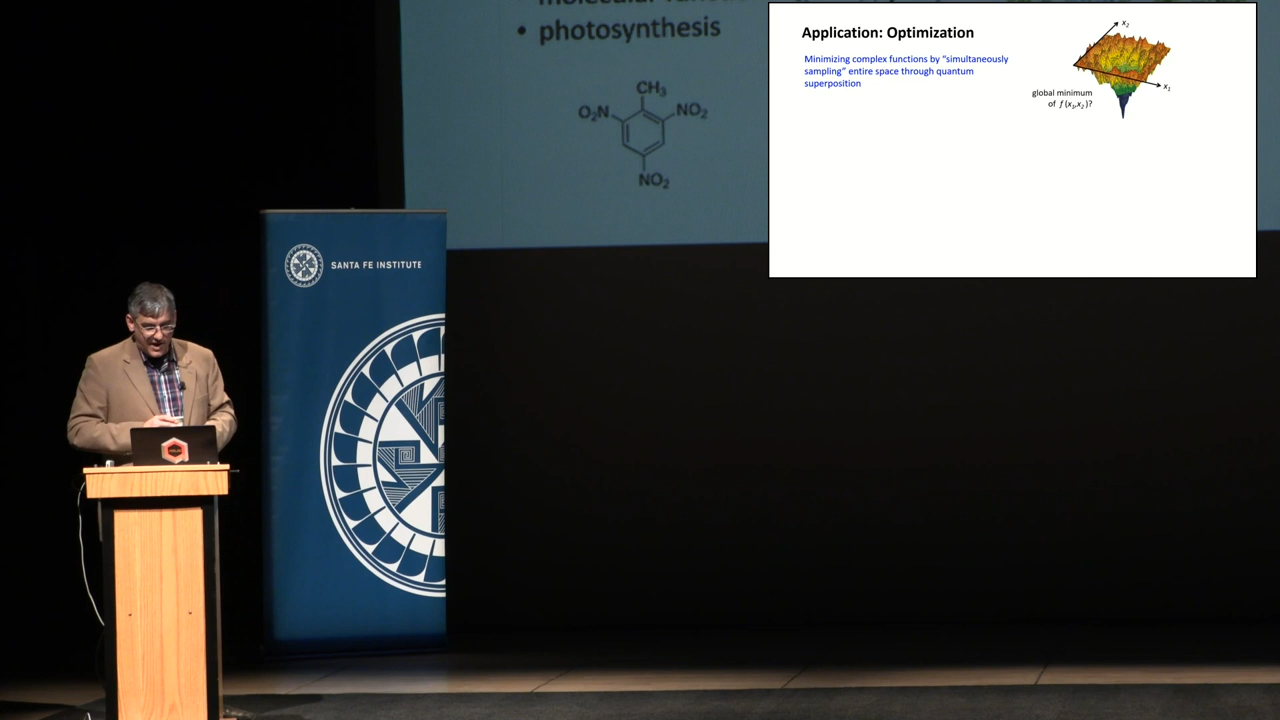 • photosynthesis
CH₃
O₂N
NO₂
NO₂
Application: Optimization
Minimizing complex functions by “simultaneously
sampling” entire space through quantum
superposition
x₂
x₁
global minimum
of ƒ(x₁,x₂)?
SANTA FE INSTITUTE